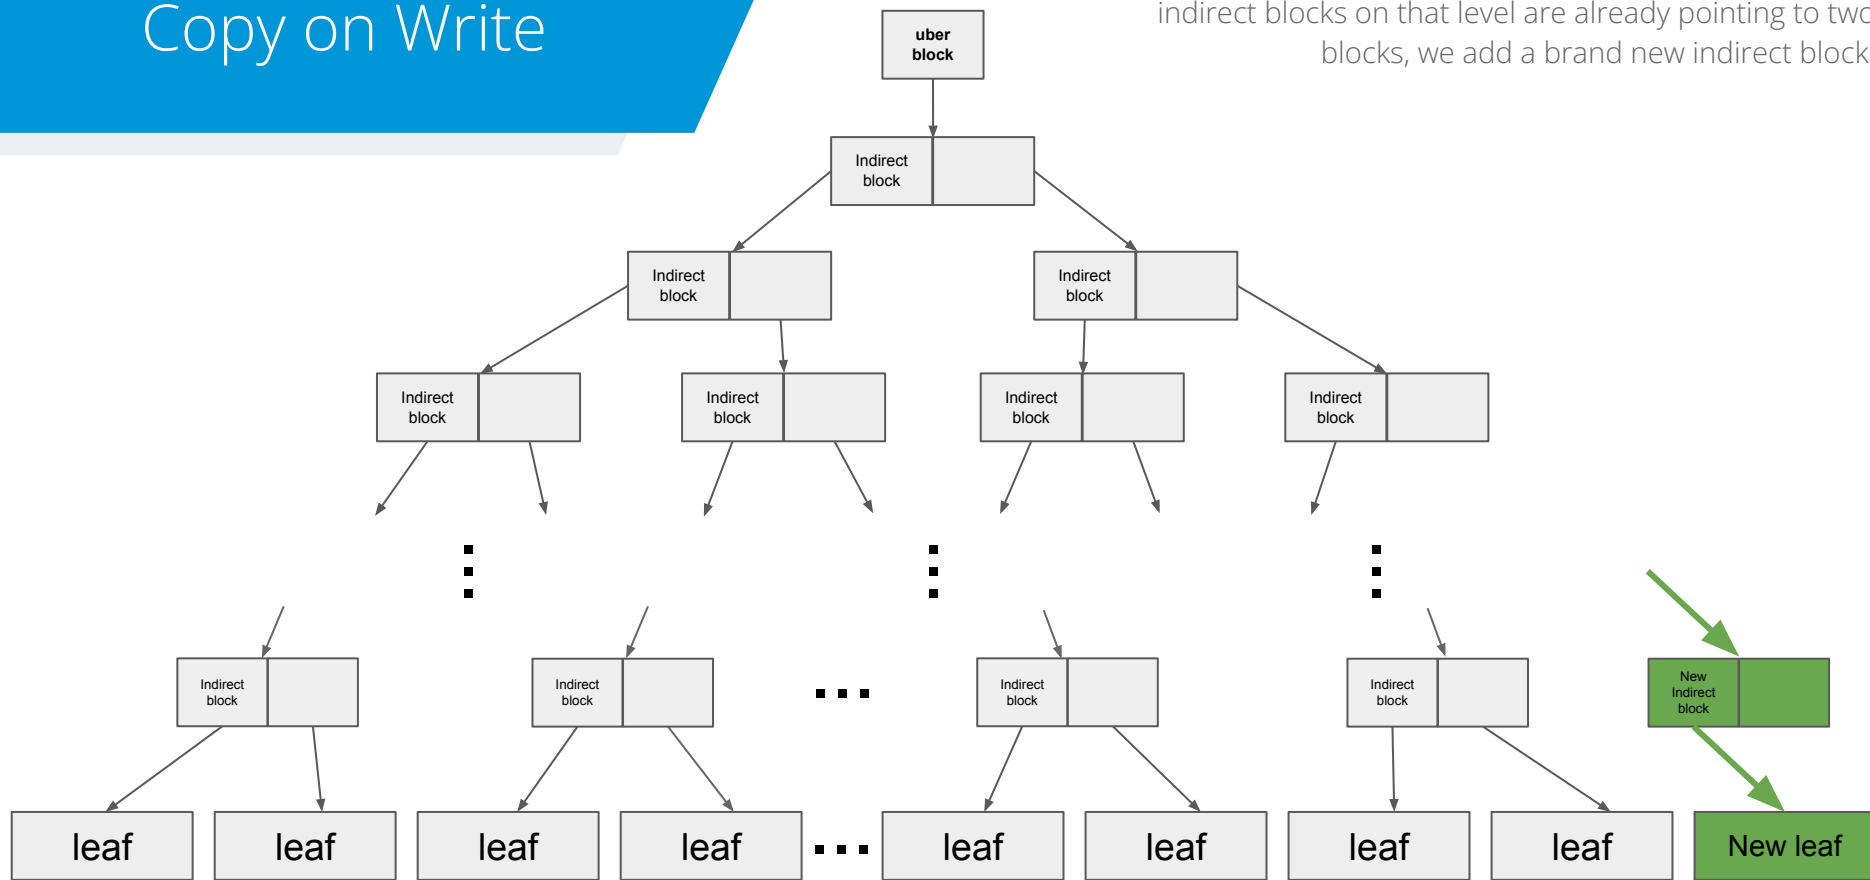 Copy on Write
indirect blocks on that level are already pointing to two
blocks, we add a brand new indirect block
uber
block
Indirect
block
Indirect
block
Indirect
block
Indirect
block
Indirect
block
Indirect
block
Indirect
block
Indirect
block
Indirect
block
Indirect
block
Indirect
block
New
Indirect
block
leaf
leaf
leaf
leaf
leaf
leaf
leaf
leaf
New leaf